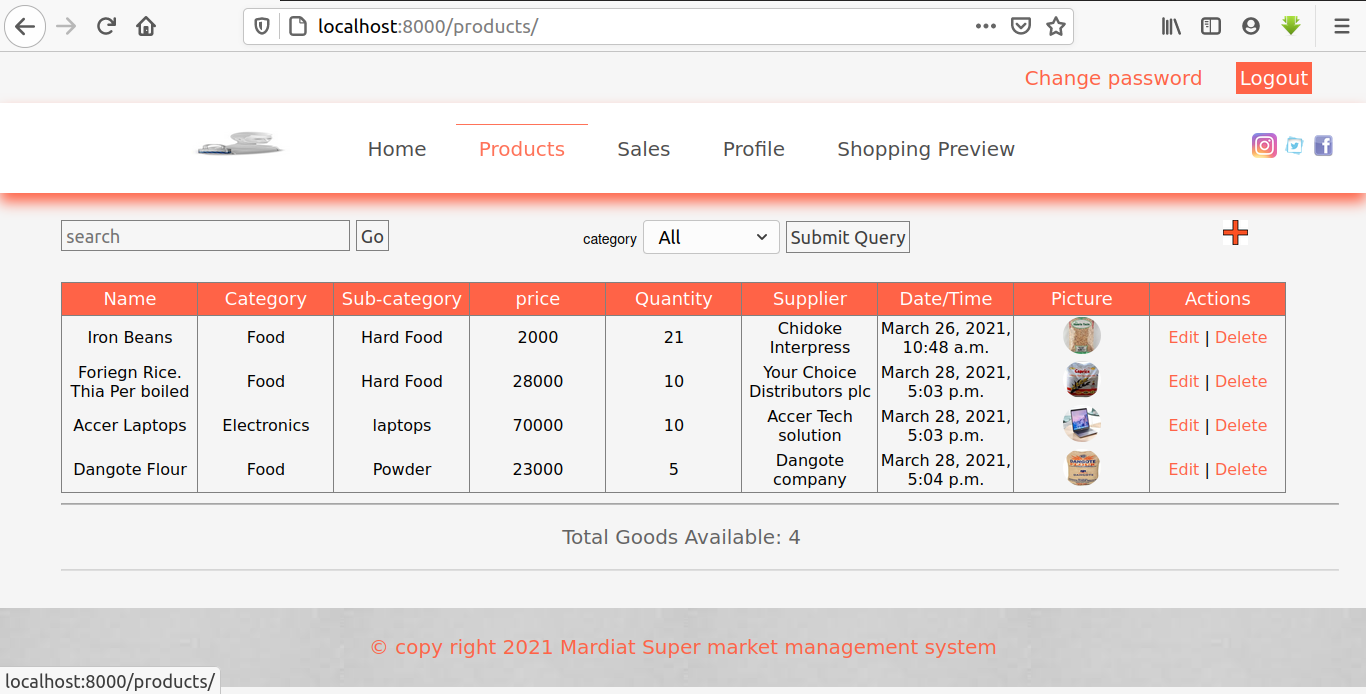 localhost:8000/products/
Change password Logout
Home Products Sales Profile Shopping Preview
search Go category All Submit Query
Name Category Sub-category price Quantity Supplier Date/Time Picture Actions
Iron Beans Food Hard Food 2000 21 Chidoke Interpress March 26, 2021, 10:48 a.m. Edit | Delete
Foriegn Rice. Thia Per boiled Food Hard Food 28000 10 Your Choice Distributors plc March 28, 2021, 5:03 p.m. Edit | Delete
Accer Laptops Electronics laptops 70000 10 Accer Tech solution March 28, 2021, 5:03 p.m. Edit | Delete
Dangote Flour Food Powder 23000 5 Dangote company March 28, 2021, 5:04 p.m. Edit | Delete
Total Goods Available: 4
© copy right 2021 Mardiat Super market management system
localhost:8000/products/